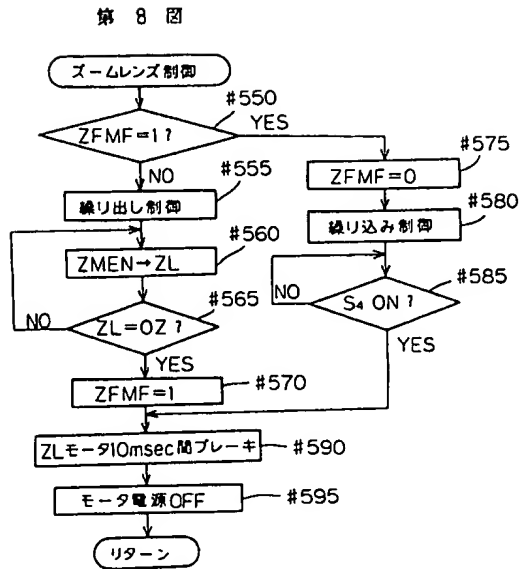 第 8 図
ズームレンズ制御
#550
ZFMF=1?
YES
NO
#575
ZFMF=0
#555
繰り出し制御
#580
繰り込み制御
#560
ZMEN→ZL
#585
S4 ON?
NO
YES
#565
ZL=OZ?
NO
YES
#570
ZFMF=1
ZLモータ10msec間ブレーキ
#590
モータ電源OFF
#595
リターン